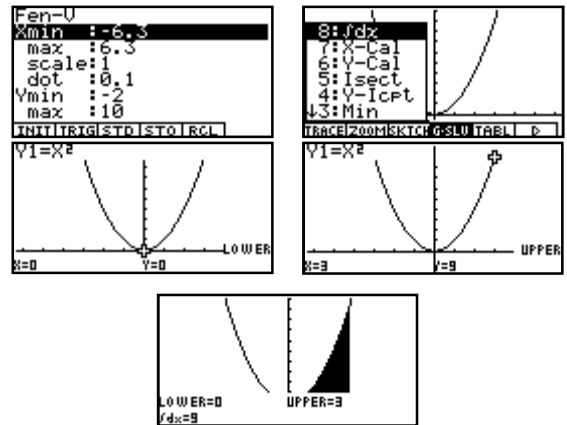 Fen-V
Xmin :-6.3
max :6.3
scale:1
dot :0.1
Ymin :-2
max :10
INIT TRIG STD STO RCL
8:∫dx
7:X-Cal
6:Y-Cal
5:Isect
4:Y-Icpt
↓3:Min
TRACE ZOOM SKTCH G-SLV TABL ▷
Y1=X²
LOWER
X=0 Y=0
Y1=X²
UPPER
X=3 Y=9
LOWER=0 UPPER=3
∫dx=9